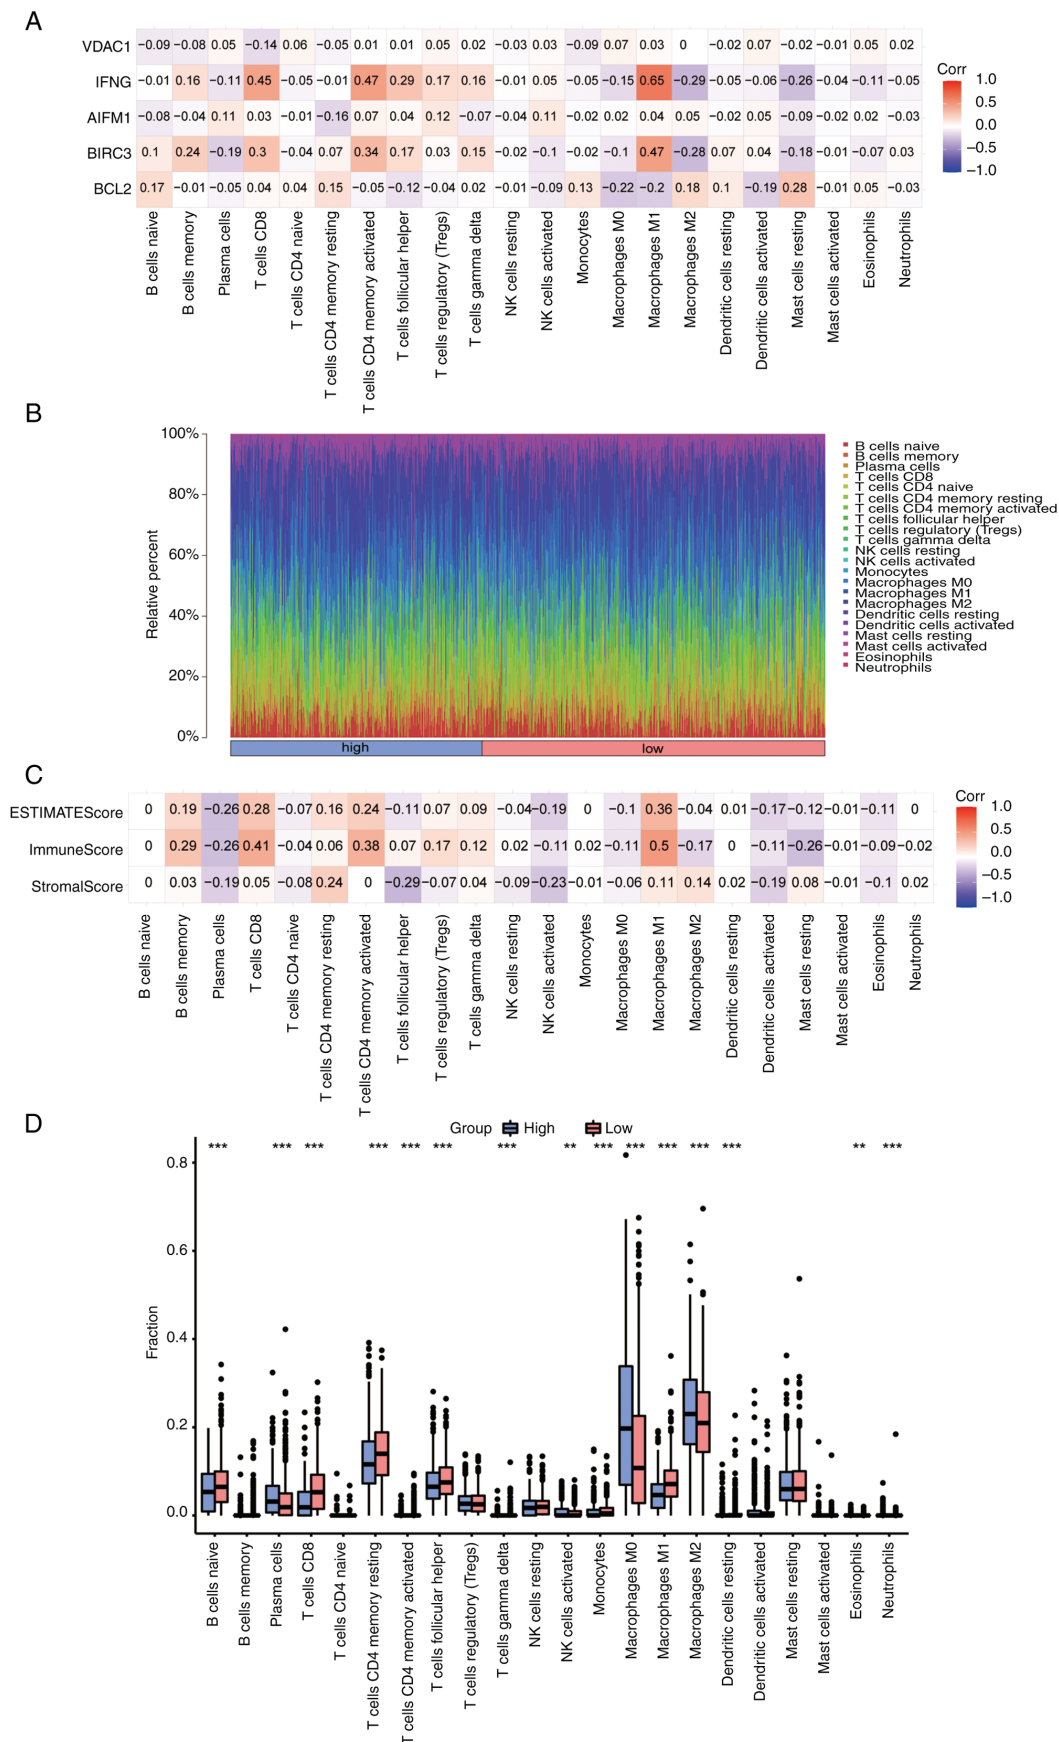 A
VDAC1 −0.09 −0.08 0.05 −0.14 0.06 −0.05 0.01 0.01 0.05 0.02 −0.03 0.03 −0.09 0.07 0.03 0 −0.02 0.07 −0.02 −0.01 0.05 0.02
IFNG −0.01 0.16 −0.11 0.45 −0.05 −0.01 0.47 0.29 0.17 0.16 −0.01 0.05 −0.05 −0.15 0.65 −0.29 −0.05 −0.06 −0.26 −0.04 −0.11 −0.05
AIFM1 −0.08 −0.04 0.11 0.03 −0.01 −0.16 0.07 0.04 0.12 −0.07 −0.04 0.11 −0.02 0.02 0.04 0.05 −0.02 0.05 −0.09 −0.02 0.02 −0.03
BIRC3 0.1 0.24 −0.19 0.3 −0.04 0.07 0.34 0.17 0.03 0.15 −0.02 −0.1 −0.02 −0.1 0.47 −0.28 0.07 0.04 −0.18 −0.01 −0.07 0.03
BCL2 0.17 −0.01 −0.05 0.04 0.04 0.15 −0.05 −0.12 −0.04 0.02 −0.01 −0.09 0.13 −0.22 −0.2 0.18 0.1 −0.19 0.28 −0.01 0.05 −0.03
Corr
1.0
0.5
0.0
−0.5
−1.0
B cells naive
B cells memory
Plasma cells
T cells CD8
T cells CD4 naive
T cells CD4 memory resting
T cells CD4 memory activated
T cells follicular helper
T cells regulatory (Tregs)
T cells gamma delta
NK cells resting
NK cells activated
Monocytes
Macrophages M0
Macrophages M1
Macrophages M2
Dendritic cells resting
Dendritic cells activated
Mast cells resting
Mast cells activated
Eosinophils
Neutrophils
B
Relative percent
100%
80%
60%
40%
20%
0%
high
low
B cells naive
B cells memory
Plasma cells
T cells CD8
T cells CD4 naive
T cells CD4 memory resting
T cells CD4 memory activated
T cells follicular helper
T cells regulatory (Tregs)
T cells gamma delta
NK cells resting
NK cells activated
Monocytes
Macrophages M0
Macrophages M1
Macrophages M2
Dendritic cells resting
Dendritic cells activated
Mast cells resting
Mast cells activated
Eosinophils
Neutrophils
C
ESTIMATEScore 0 0.19 −0.26 0.28 −0.07 0.16 0.24 −0.11 0.07 0.09 −0.04 −0.19 0 −0.1 0.36 −0.04 0.01 −0.17 −0.12 −0.01 −0.11 0
ImmuneScore 0 0.29 −0.26 0.41 −0.04 0.06 0.38 0.07 0.17 0.12 0.02 −0.11 0.02 −0.11 0.5 −0.17 0 −0.11 −0.26 −0.01 −0.09 −0.02
StromalScore 0 0.03 −0.19 0.05 −0.08 0.24 0 −0.29 −0.07 0.04 −0.09 −0.23 −0.01 −0.06 0.11 0.14 0.02 −0.19 0.08 −0.01 −0.1 0.02
Corr
1.0
0.5
0.0
−0.5
−1.0
B cells naive
B cells memory
Plasma cells
T cells CD8
T cells CD4 naive
T cells CD4 memory resting
T cells CD4 memory activated
T cells follicular helper
T cells regulatory (Tregs)
T cells gamma delta
NK cells resting
NK cells activated
Monocytes
Macrophages M0
Macrophages M1
Macrophages M2
Dendritic cells resting
Dendritic cells activated
Mast cells resting
Mast cells activated
Eosinophils
Neutrophils
D
Group High Low
*** *** *** *** *** *** *** ** *** *** *** *** *** ** ***
Fraction
0.8
0.6
0.4
0.2
0.0
B cells naive
B cells memory
Plasma cells
T cells CD8
T cells CD4 naive
T cells CD4 memory resting
T cells CD4 memory activated
T cells follicular helper
T cells regulatory (Tregs)
T cells gamma delta
NK cells resting
NK cells activated
Monocytes
Macrophages M0
Macrophages M1
Macrophages M2
Dendritic cells resting
Dendritic cells activated
Mast cells resting
Mast cells activated
Eosinophils
Neutrophils